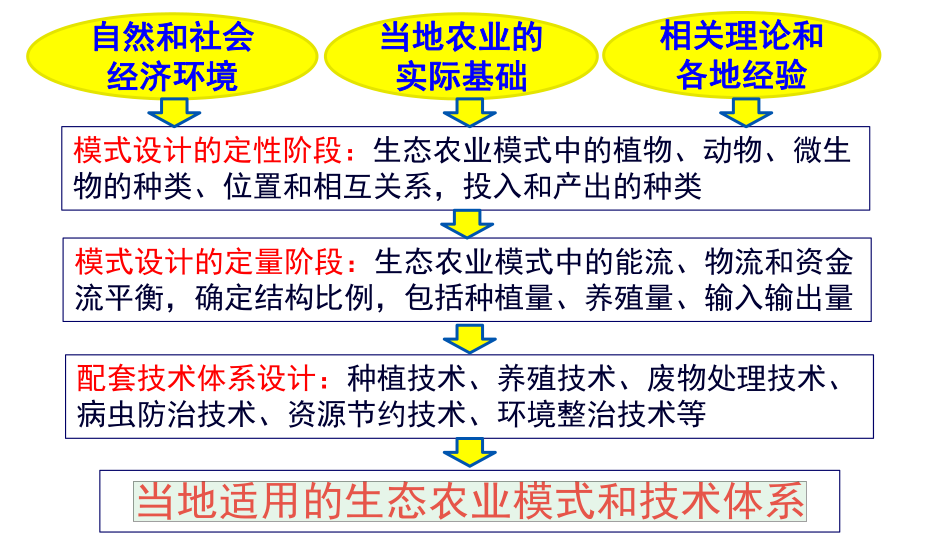 自然和社会
经济环境
当地农业的
实际基础
相关理论和
各地经验
模式设计的定性阶段：生态农业模式中的植物、动物、微生
物的种类、位置和相互关系，投入和产出的种类
模式设计的定量阶段：生态农业模式中的能流、物流和资金
流平衡，确定结构比例，包括种植量、养殖量、输入输出量
配套技术体系设计：种植技术、养殖技术、废物处理技术、
病虫防治技术、资源节约技术、环境整治技术等
当地适用的生态农业模式和技术体系